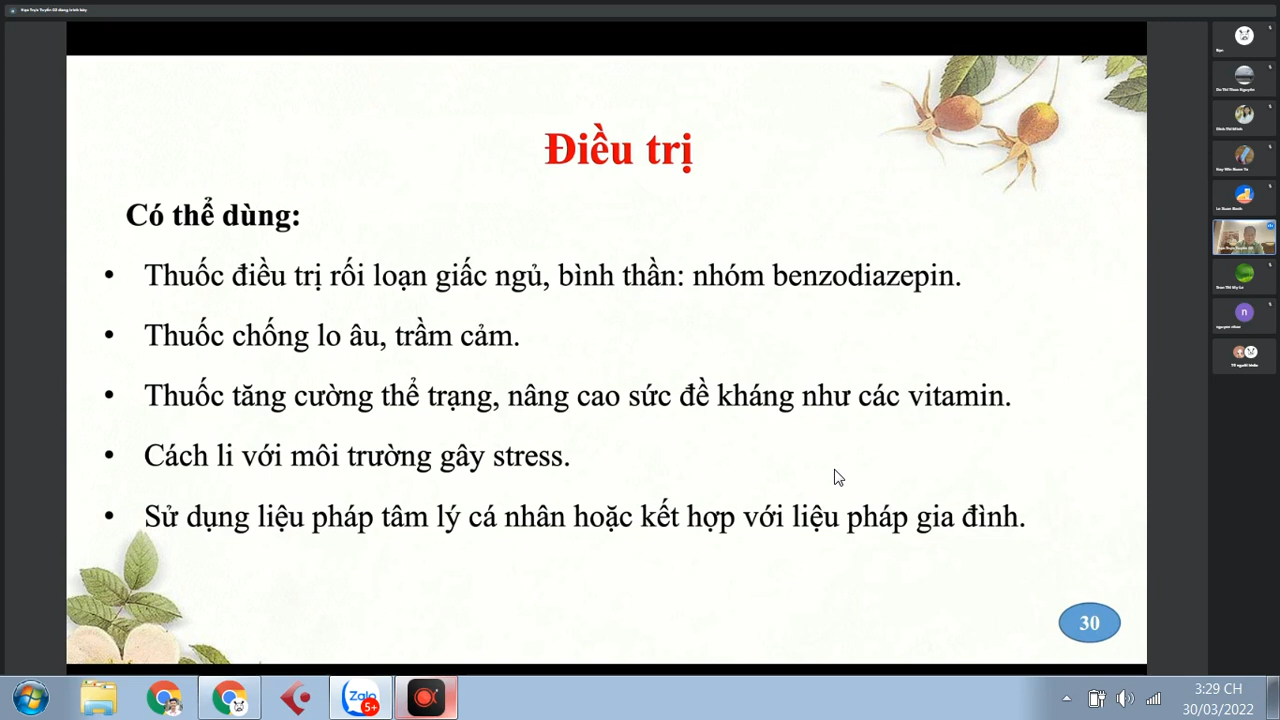 Điều trị
Có thể dùng:
• Thuốc điều trị rối loạn giấc ngủ, bình thần: nhóm benzodiazepin.
• Thuốc chống lo âu, trầm cảm.
• Thuốc tăng cường thể trạng, nâng cao sức đề kháng như các vitamin.
• Cách li với môi trường gây stress.
• Sử dụng liệu pháp tâm lý cá nhân hoặc kết hợp với liệu pháp gia đình.
30
Bạn
n
Zalo
5+
3:29 CH
30/03/2022